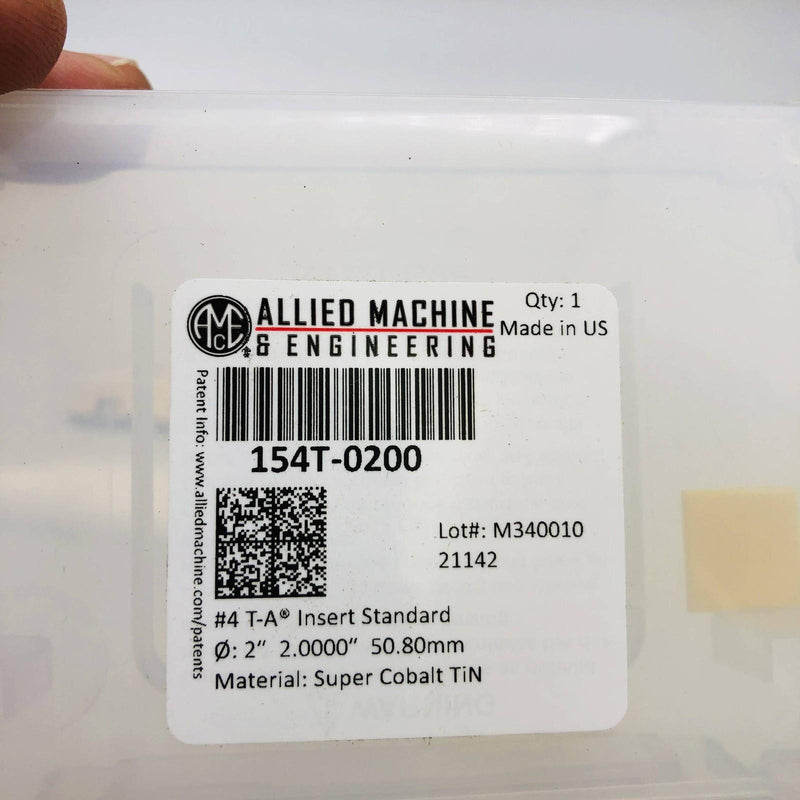 AMEC
ALLIED MACHINE
& ENGINEERING
Qty: 1
Made in US
154T-0200
Patent Info: www.alliedmachine.com/patents
Lot#: M340010
21142
#4 T-A® Insert Standard
Ø: 2" 2.0000" 50.80mm
Material: Super Cobalt TiN
WARNING